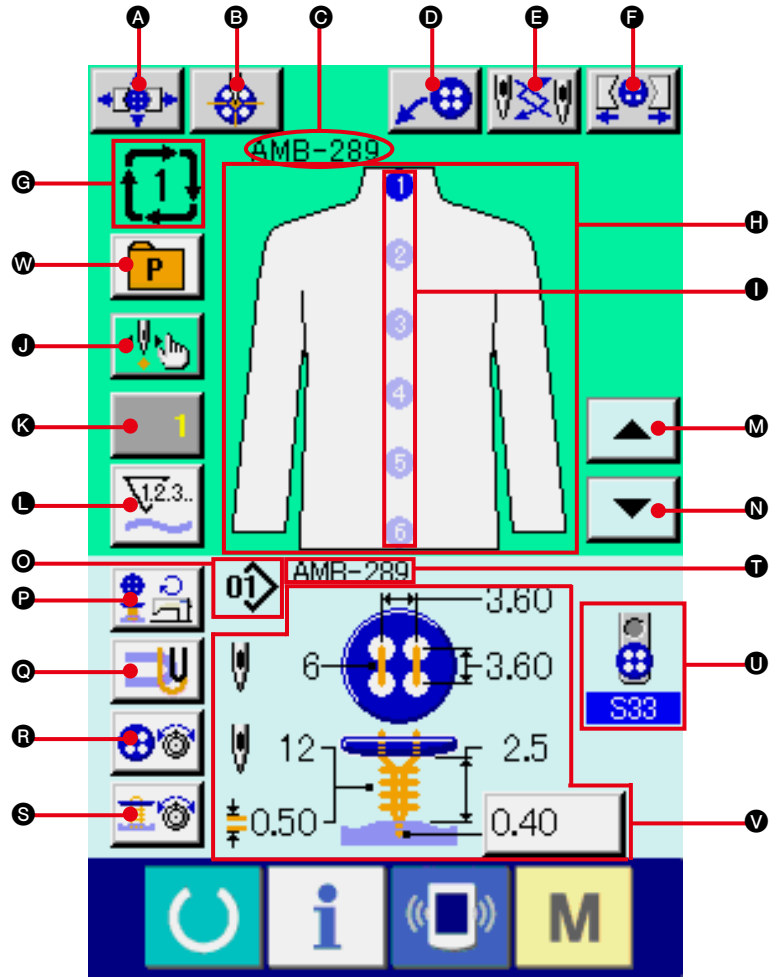 A B C D E F
AMB-289
G 1 1 H
W P 2 I
J 3
K 1 4 M
L 1.2.3.. 5 N
6
O 01 AMB-289 T
P 3.60
Q 6 3.60 U
S33
R 12 2.5
S 0.50 0.40 V
i M